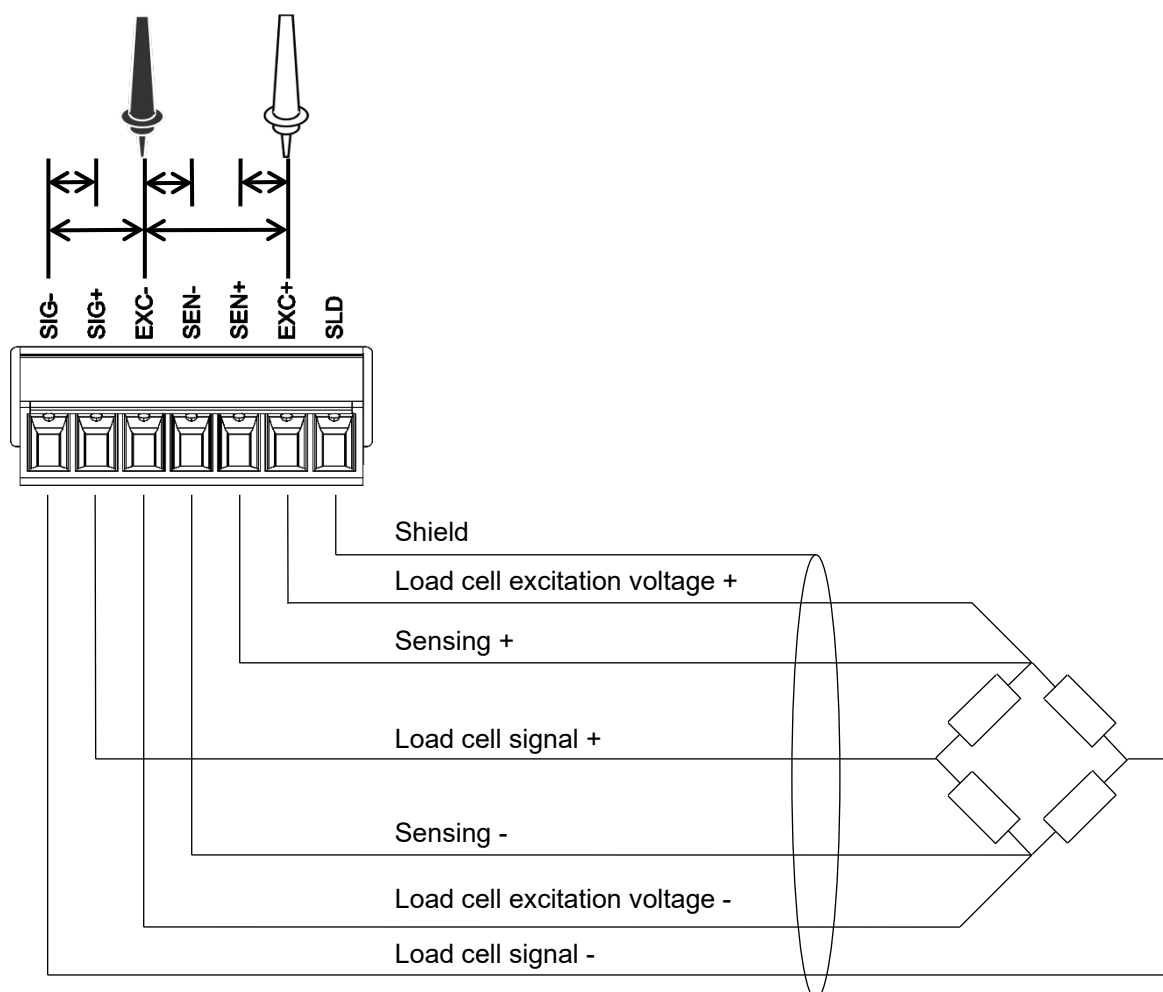 SIG-
SIG+
EXC-
SEN-
SEN+
EXC+
SLD
Shield
Load cell excitation voltage +
Sensing +
Load cell signal +
Sensing -
Load cell excitation voltage -
Load cell signal -